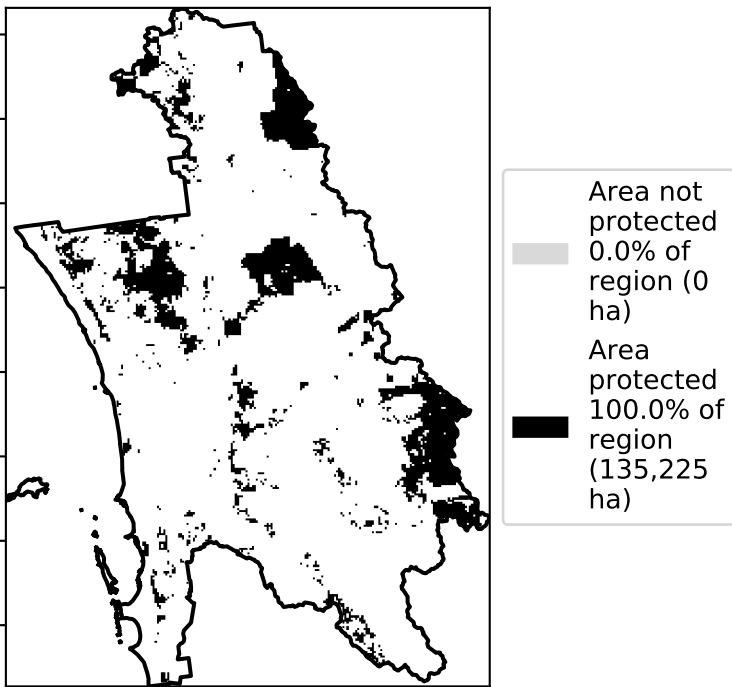 Area not
protected
0.0% of
region (0
ha)
Area
protected
100.0% of
region
(135,225
ha)